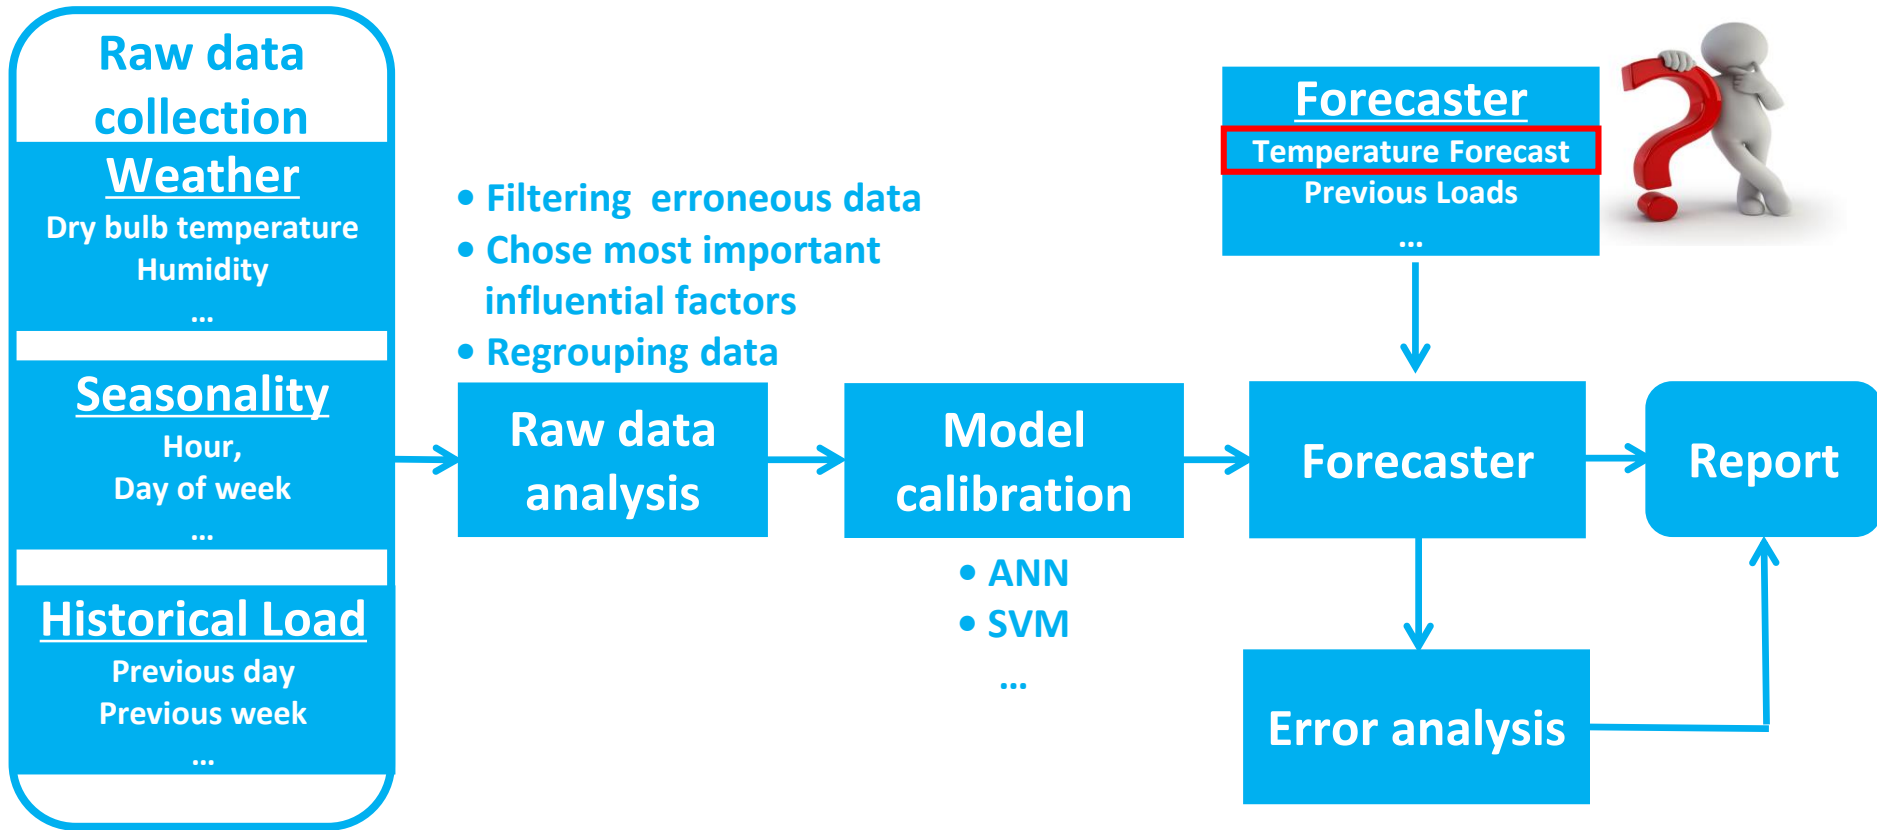 Raw data
collection
Weather
Dry bulb temperature
Humidity
...
Seasonality
Hour,
Day of week
...
Historical Load
Previous day
Previous week
...
• Filtering  erroneous data
• Chose most important
influential factors
• Regrouping data
Raw data
analysis
Model
calibration
• ANN
• SVM
...
Forecaster
Temperature Forecast
Previous Loads
...
?
Forecaster
Error analysis
Report